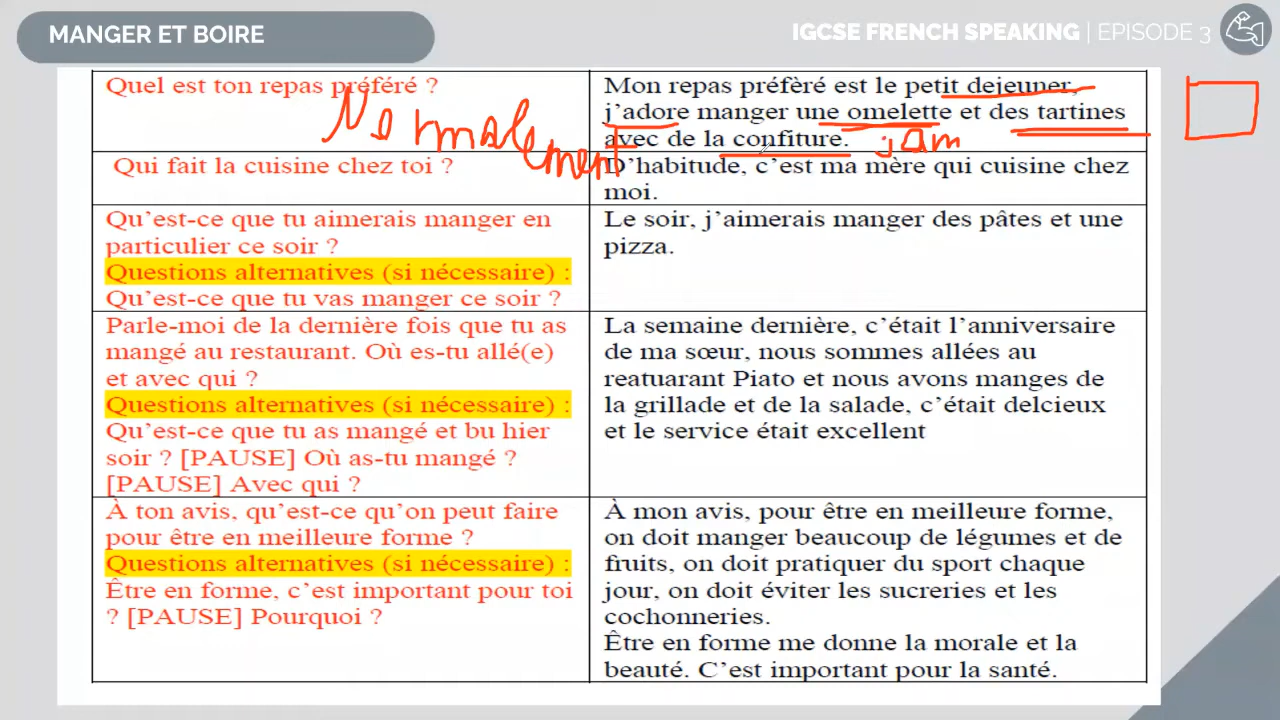 MANGER ET BOIRE
IGCSE FRENCH SPEAKING | EPISODE 3
Quel est ton repas préféré ?
Normalement
Mon repas préfèré est le petit dejeuner,
j'adore manger une omelette et des tartines
avec de la confiture.
jam
Qui fait la cuisine chez toi ?
D'habitude, c'est ma mère qui cuisine chez
moi.
Qu'est-ce que tu aimerais manger en
particulier ce soir ?
Questions alternatives (si nécessaire) :
Qu'est-ce que tu vas manger ce soir ?
Le soir, j'aimerais manger des pâtes et une
pizza.
Parle-moi de la dernière fois que tu as
mangé au restaurant. Où es-tu allé(e)
et avec qui ?
Questions alternatives (si nécessaire) :
Qu'est-ce que tu as mangé et bu hier
soir ? [PAUSE] Où as-tu mangé ?
[PAUSE] Avec qui ?
La semaine dernière, c'était l'anniversaire
de ma sœur, nous sommes allées au
reatuarant Piato et nous avons manges de
la grillade et de la salade, c'était delcieux
et le service était excellent
À ton avis, qu'est-ce qu'on peut faire
pour être en meilleure forme ?
Questions alternatives (si nécessaire) :
Être en forme, c'est important pour toi
? [PAUSE] Pourquoi ?
À mon avis, pour être en meilleure forme,
on doit manger beaucoup de légumes et de
fruits, on doit pratiquer du sport chaque
jour, on doit éviter les sucreries et les
cochonneries.
Être en forme me donne la morale et la
beauté. C'est important pour la santé.